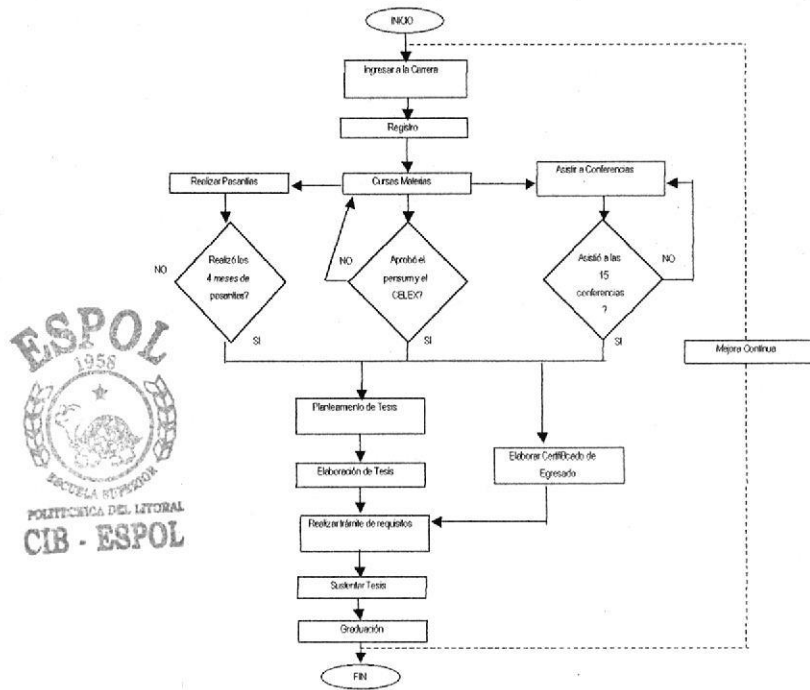 INICIO
Ingresar a la Carrera
Registro
Realizar Pasantías
Cursas Materias
Asistir a Conferencias
NO
Realizó los
4 meses de
pasantías?
NO
Aprobó el
pensum y el
CELEX?
Asistió a las
15
conferencias
?
NO
SI
SI
SI
Mejora Continua
ESPOL
1958
ESCUELA SUPERIOR
POLITECNICA DEL LITORAL
CIB - ESPOL
Planteamiento de Tesis
Elaboración de Tesis
Elaborar Certificado de
Egresado
Realizar trámite de requisitos
Sustentar Tesis
Graduación
FIN